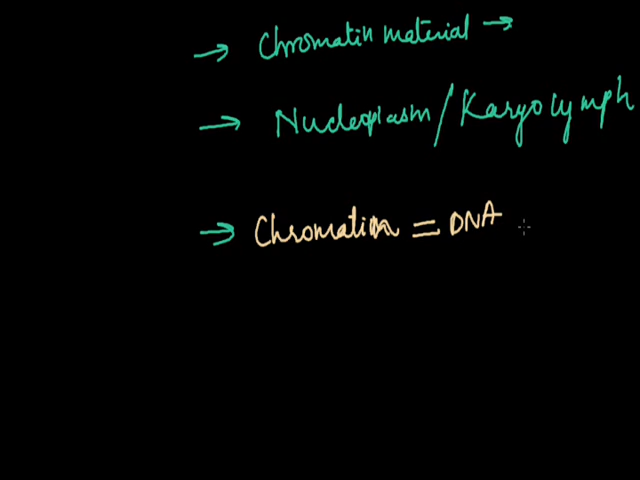 → Chromatin material →
→ Nucleoplasm / Karyolymph
→ Chromatin = DNA